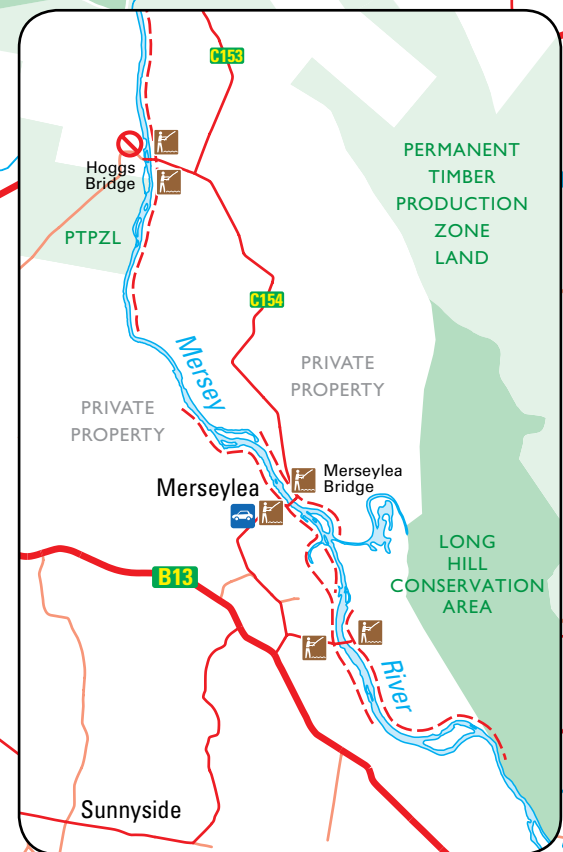 C153
Hoggs
Bridge
PTPZL
PERMANENT
TIMBER
PRODUCTION
ZONE
LAND
C154
Mersey
PRIVATE
PROPERTY
PRIVATE
PROPERTY
Merseylea
Merseylea
Bridge
LONG
HILL
CONSERVATION
AREA
B13
River
Sunnyside